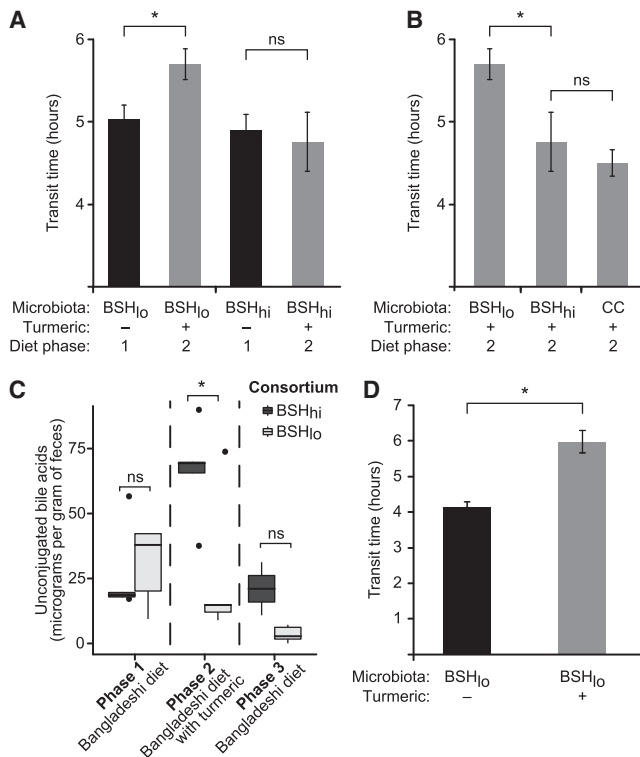 A
Transit time (hours)
6
5
4
*
ns
Microbiota: BSHlo BSHlo BSHhi BSHhi
Turmeric: – + – +
Diet phase: 1 2 1 2
B
Transit time (hours)
6
5
4
*
ns
Microbiota: BSHlo BSHhi CC
Turmeric: + + +
Diet phase: 2 2 2
C
Unconjugated bile acids
(micrograms per gram of feces)
75
50
25
0
ns
*
ns
Consortium
BSHhi
BSHlo
Phase 1
Bangladeshi diet
Phase 2
Bangladeshi diet
with turmeric
Phase 3
Bangladeshi diet
D
Transit time (hours)
7
6
5
4
3
2
1
*
Microbiota: BSHlo BSHlo
Turmeric: – +